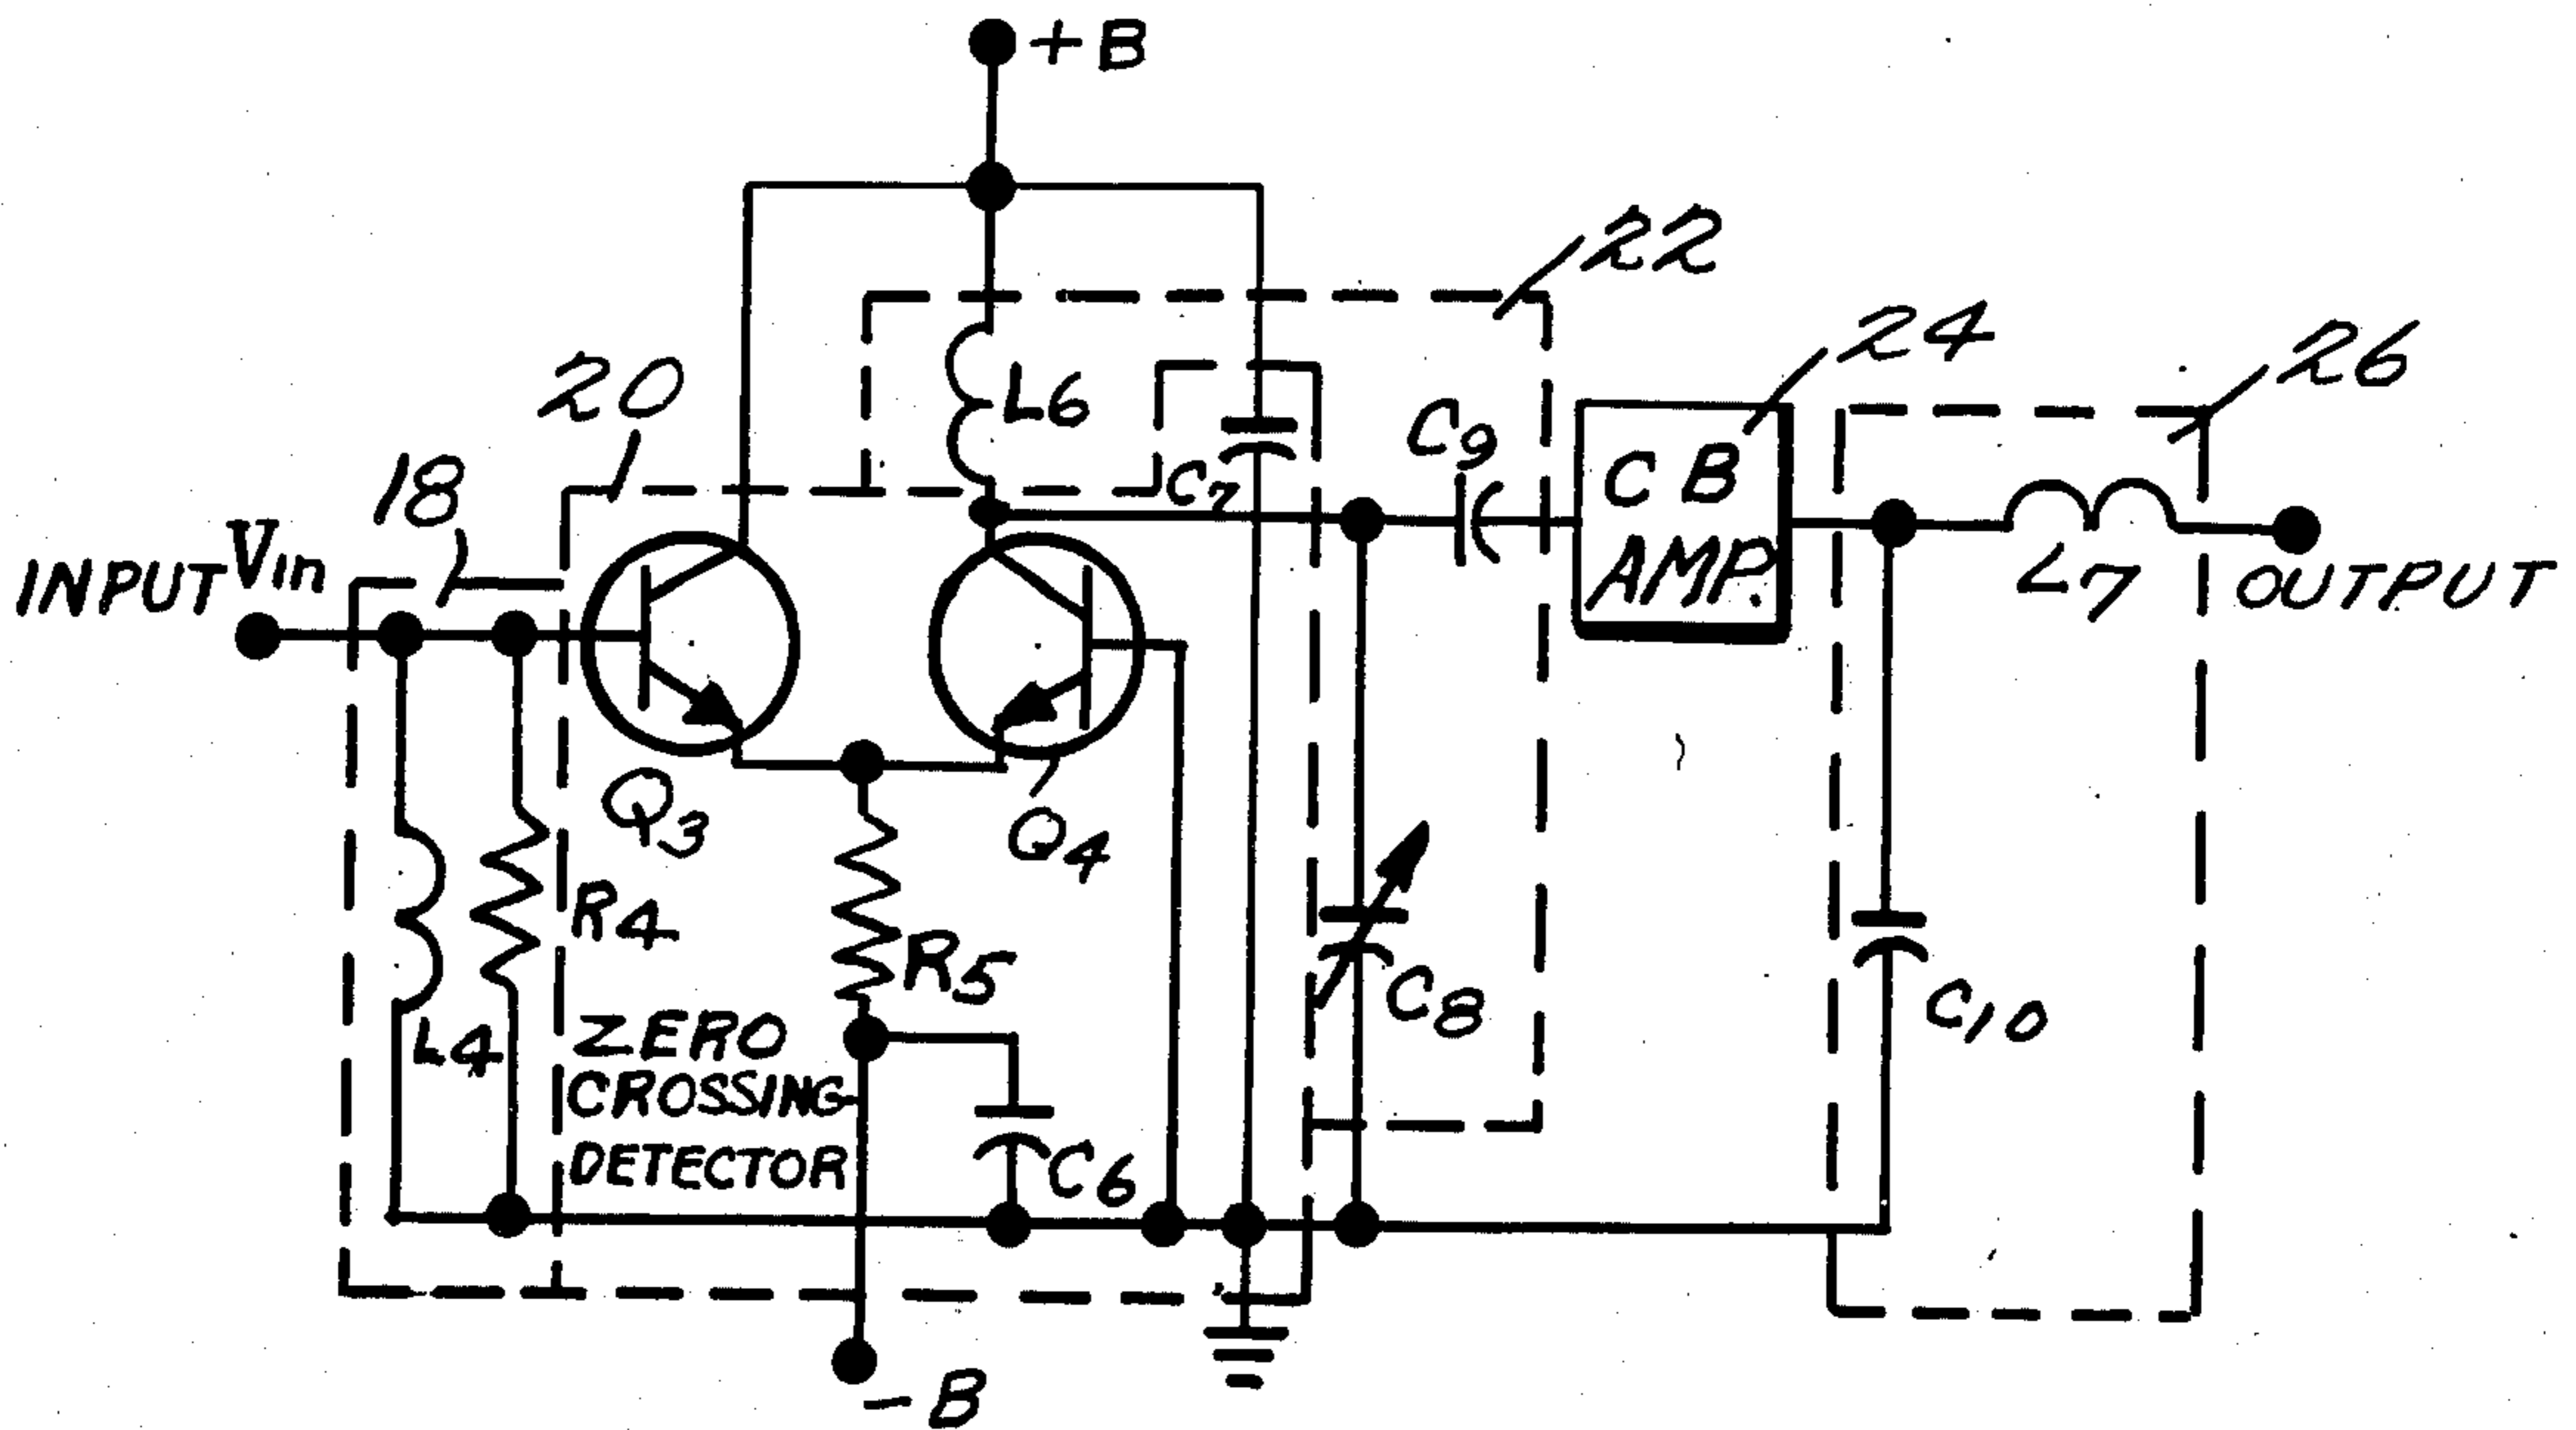 +B
22
24
26
20
L6
18
C7
C9
CB
AMP.
L7
INPUT Vin
OUTPUT
Q3
Q4
R4
R5
C8
C10
L4
ZERO
CROSSING
DETECTOR
C6
-B